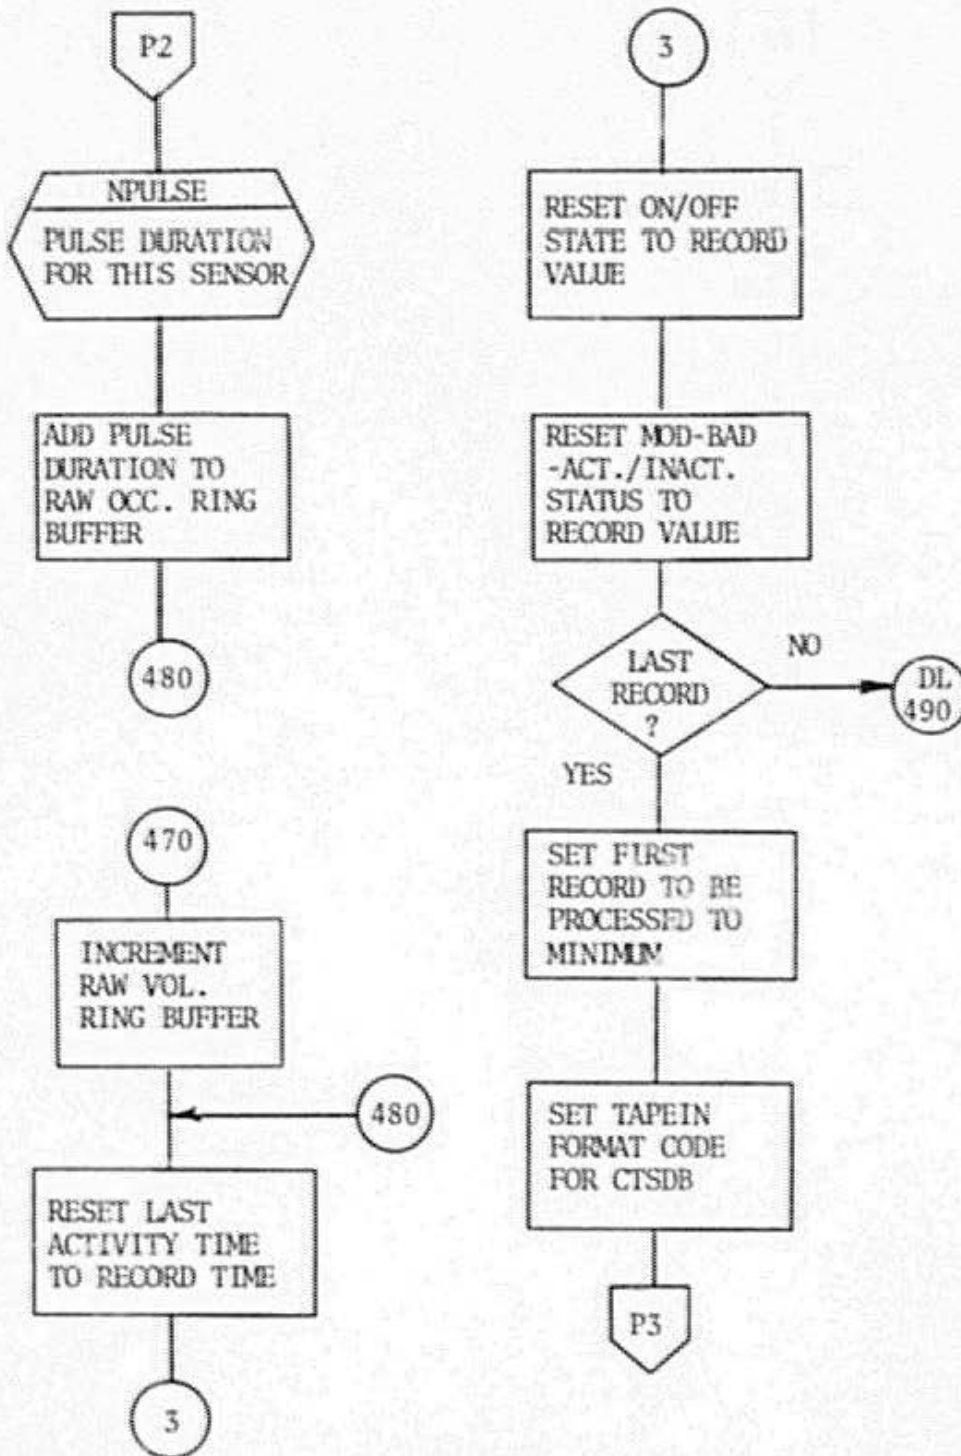 P2
NPULSE
PULSE DURATION
FOR THIS SENSOR
ADD PULSE
DURATION TO
RAW OCC. RING
BUFFER
480
470
INCREMENT
RAW VOL.
RING BUFFER
480
RESET LAST
ACTIVITY TIME
TO RECORD TIME
3
3
RESET ON/OFF
STATE TO RECORD
VALUE
RESET MOD-BAD
-ACT./INACT.
STATUS TO
RECORD VALUE
LAST
RECORD
?
NO
DL
490
YES
SET FIRST
RECORD TO BE
PROCESSED TO
MINIMUM
SET TAPEIN
FORMAT CODE
FOR CTSDB
P3